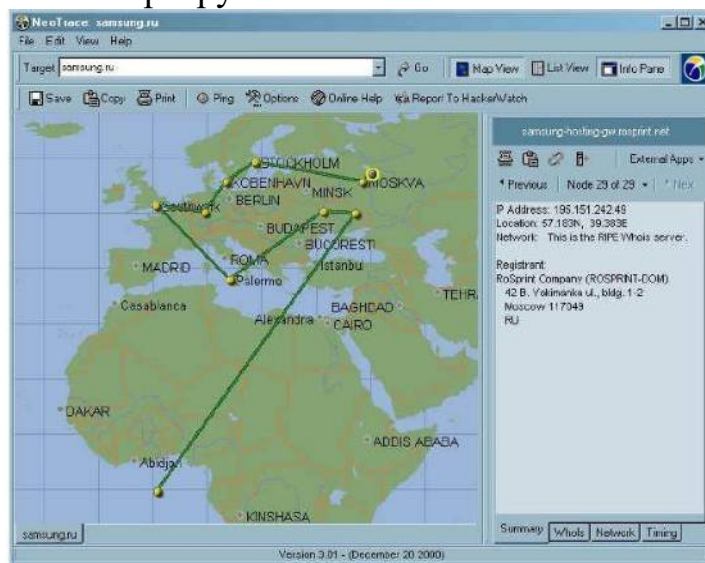 NeoTrace: samsung.ru
File Edit View Help
Target samsung.ru Go Map View List View Info Pane
Save Copy Print Ping Options Online Help Report To HackerWatch
samsung-hosting-gw.rosprint.net
External Apps
Previous Node 29 of 29 Next
IP Address: 195.151.242.49
Location: 57.183N, 39.383E
Network: This is the RIPE Whois server.
Registrant:
RoSprint Company (ROSPRINT-DOM)
42 B. Yakimanka ul., bldg. 1-2
Moscow 117049
RU
STOCKHOLM
KOBENHAVN
MOSKVA
MINSK
BERLIN
Southwark
BUDAPEST
BUCURESTI
ROMA
MADRID
Istanbul
Palermo
TEHRA
Casablanca
BAGHDAD
Alexandria
CAIRO
DAKAR
ADDIS ABABA
Abidjan
KINSHASA
samsung.ru
Summary WhoIs Network Timing
Version 3.01 - (December 20 2000)